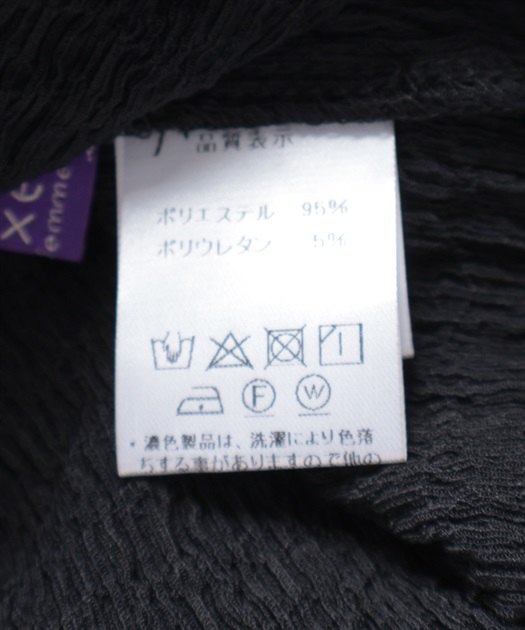 品質表示
ポリエステル 95%
ポリウレタン 5%
F W
・濃色製品は、洗濯により色落
ちする事がありますので他の